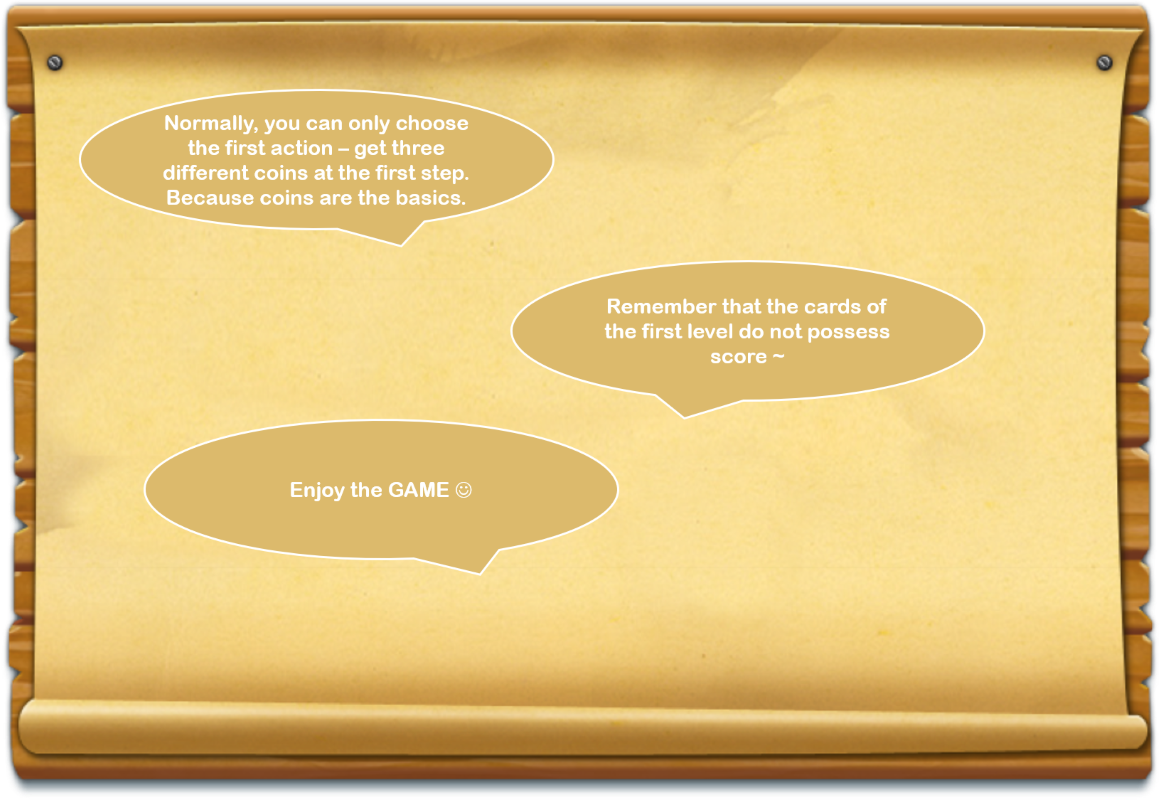 Normally, you can only choose
the first action – get three
different coins at the first step.
Because coins are the basics.
Remember that the cards of
the first level do not possess
score ~
Enjoy the GAME ☺